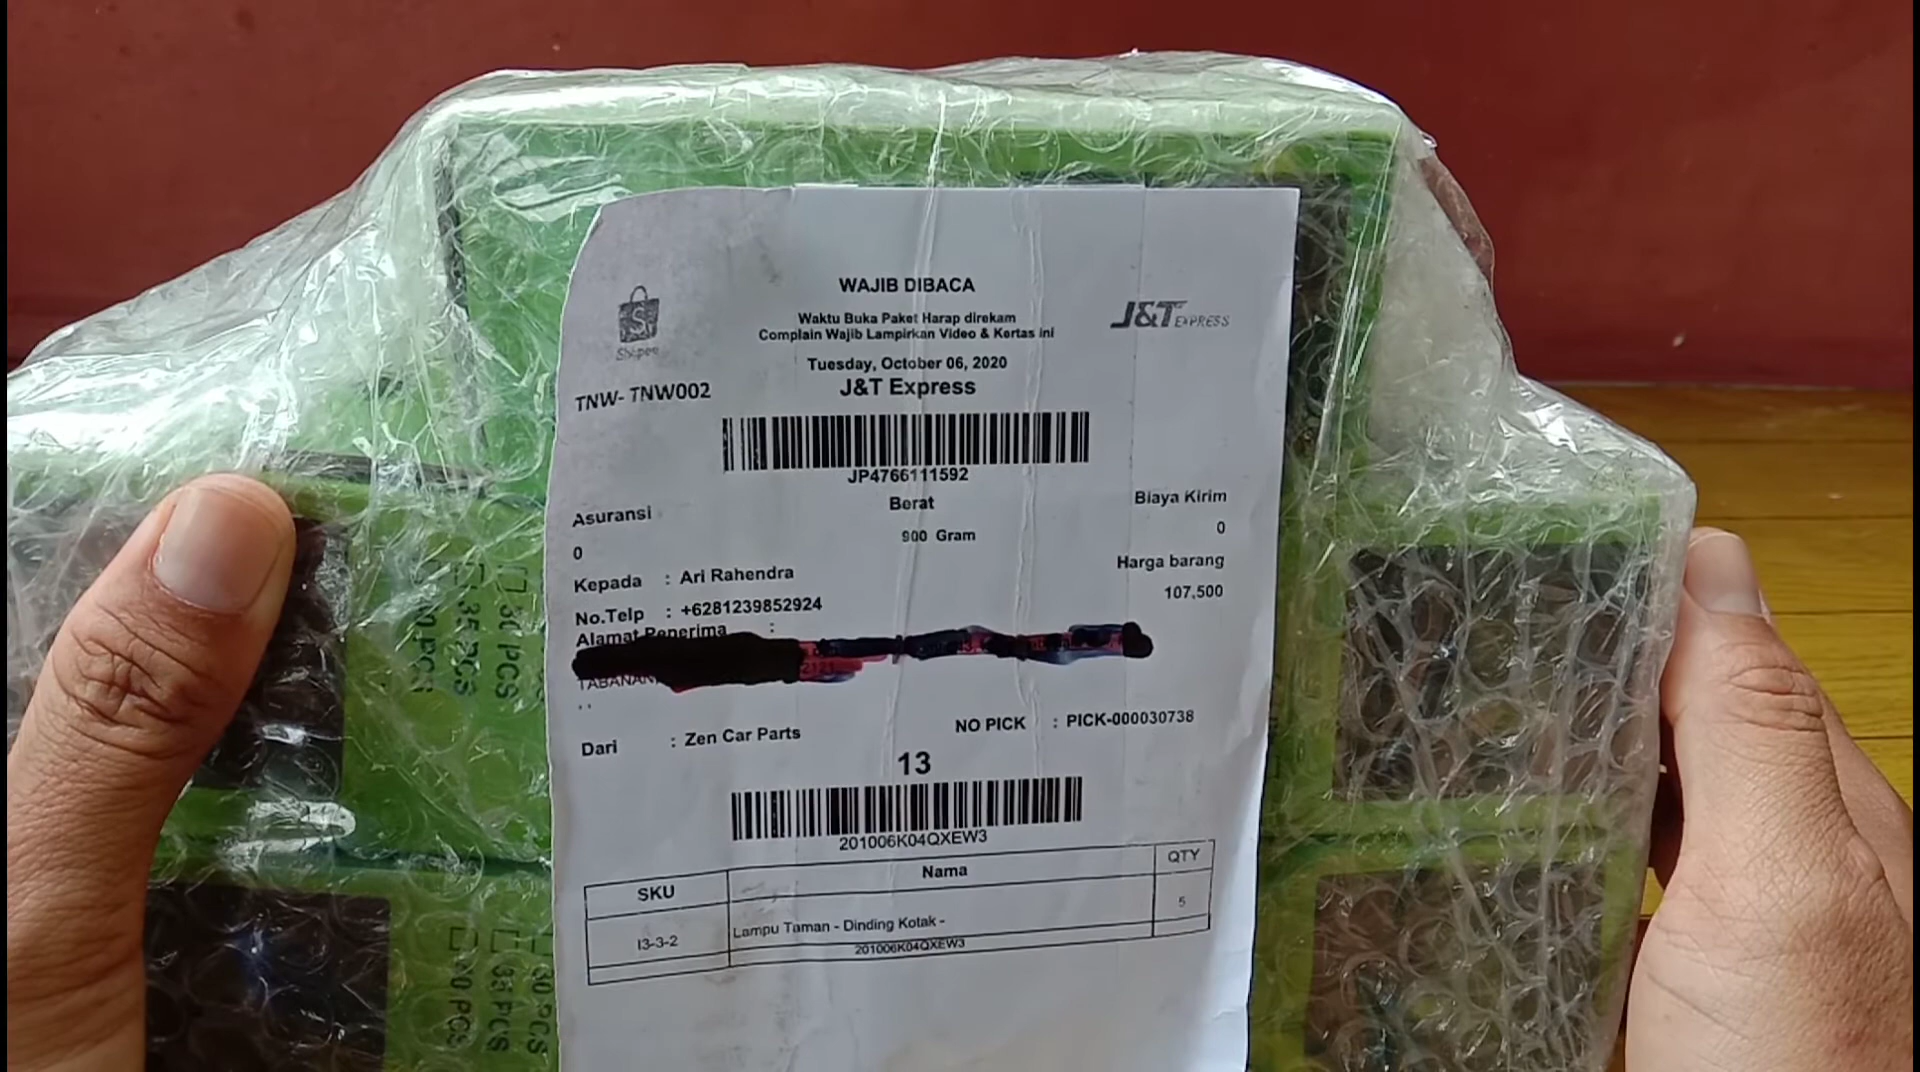 WAJIB DIBACA
Waktu Buka Paket Harap direkam
Complain Wajib Lampirkan Video & Kertas ini
Shopee
J&T EXPRESS
Tuesday, October 06, 2020
TNW- TNW002
J&T Express
JP4766111592
Asuransi
Berat
Biaya Kirim
0
900 Gram
0
Kepada : Ari Rahendra
Harga barang
No.Telp : +6281239852924
107,500
Alamat Penerima :
TABANAN
Dari : Zen Car Parts
NO PICK : PICK-000030738
13
201006K04QXEW3
SKU
Nama
QTY
I3-3-2
Lampu Taman - Dinding Kotak -
5
201006K04QXEW3
30 PCS
35 PCS
30 PCS
35 PCS